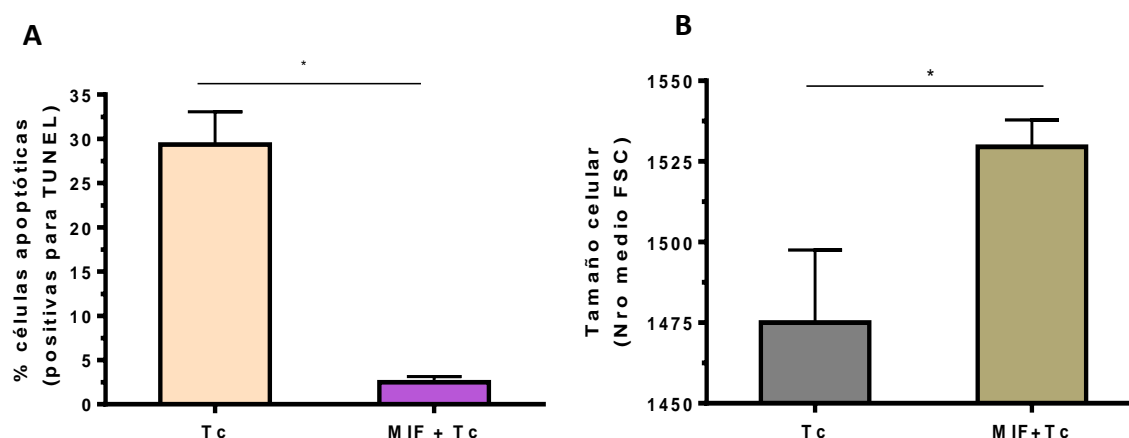 A
*
% células apoptóticas
(positivas para TUNEL)
35
30
25
20
15
10
5
0
Tc
MIF + Tc
B
*
Tamaño celular
(Nro medio FSC)
1550
1525
1500
1475
1450
Tc
MIF+Tc